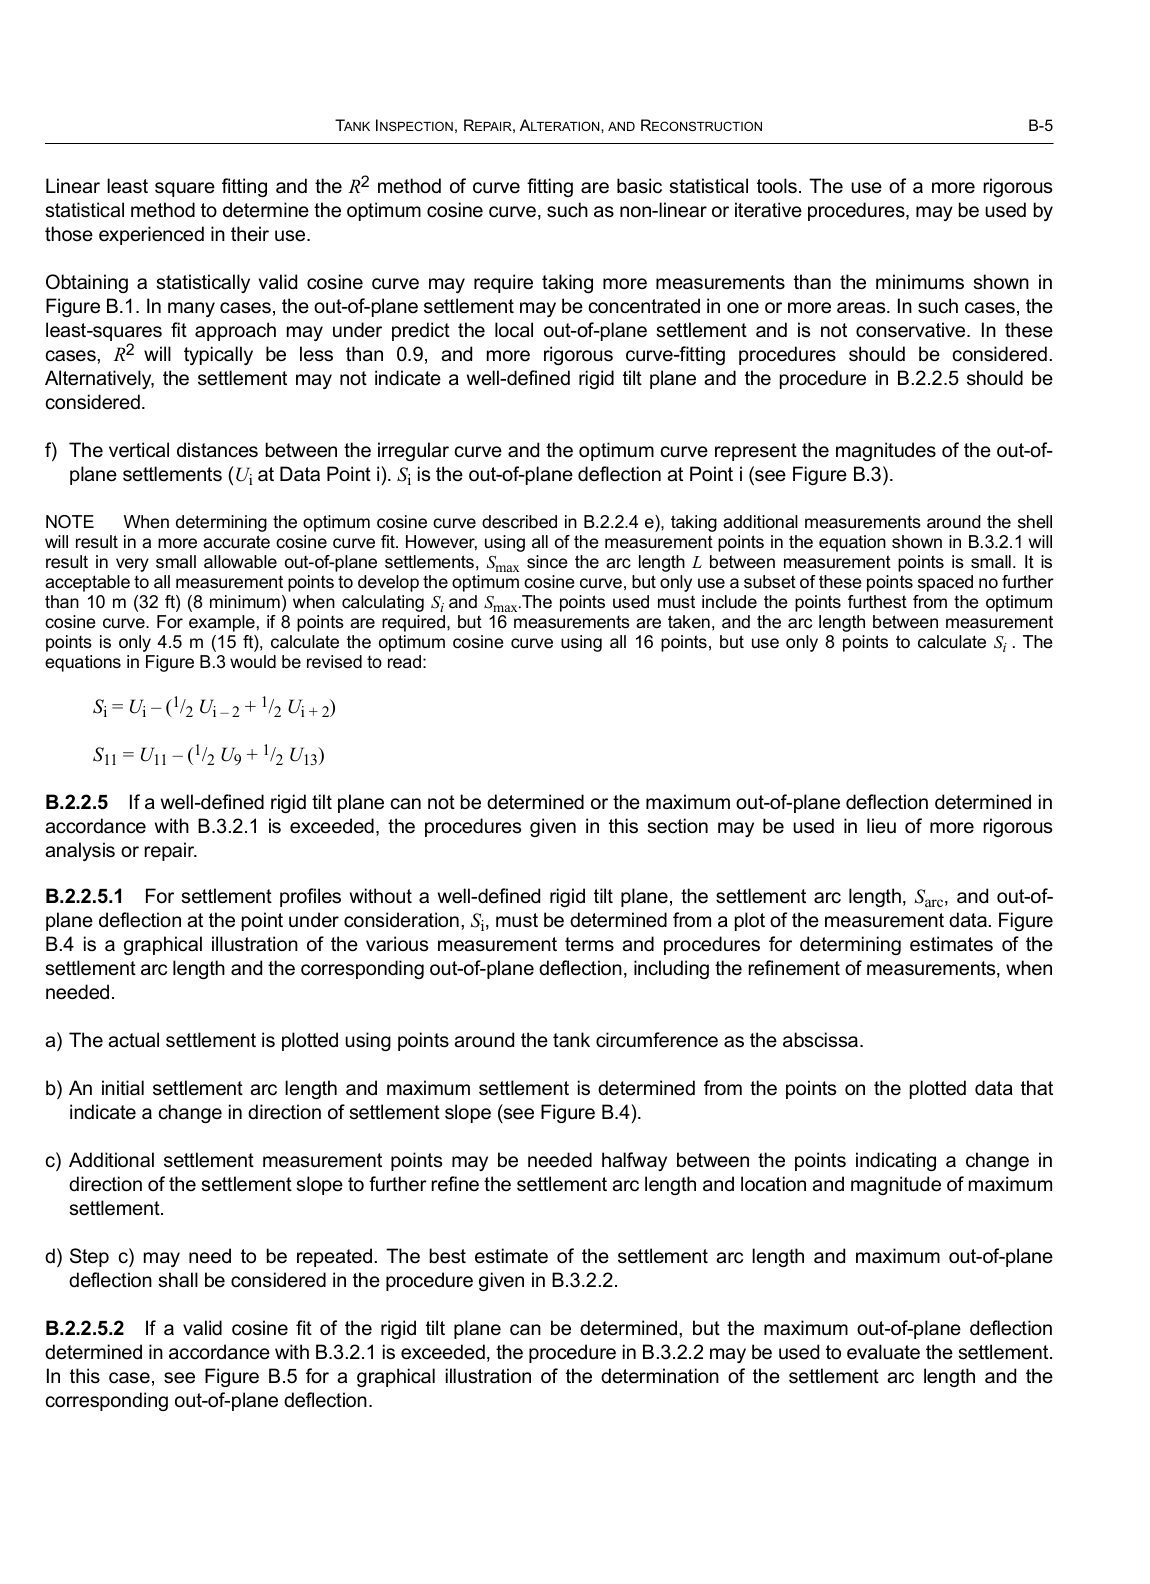 TANK INSPECTION, REPAIR, ALTERATION, AND RECONSTRUCTION B-5
Linear least square fitting and the R2 method of curve fitting are basic statistical tools. The use of a more rigorous
statistical method to determine the optimum cosine curve, such as non-linear or iterative procedures, may be used by
those experienced in their use.
Obtaining a statistically valid cosine curve may require taking more measurements than the minimums shown in
Figure B.1. In many cases, the out-of-plane settlement may be concentrated in one or more areas. In such cases, the
least-squares fit approach may under predict the local out-of-plane settlement and is not conservative. In these
cases, R2 will typically be less than 0.9, and more rigorous curve-fitting procedures should be considered.
Alternatively, the settlement may not indicate a well-defined rigid tilt plane and the procedure in B.2.2.5 should be
considered.
f) The vertical distances between the irregular curve and the optimum curve represent the magnitudes of the out-of-
plane settlements (Ui at Data Point i). Si is the out-of-plane deflection at Point i (see Figure B.3).
NOTE When determining the optimum cosine curve described in B.2.2.4 e), taking additional measurements around the shell
will result in a more accurate cosine curve fit. However, using all of the measurement points in the equation shown in B.3.2.1 will
result in very small allowable out-of-plane settlements, Smax since the arc length L between measurement points is small. It is
acceptable to all measurement points to develop the optimum cosine curve, but only use a subset of these points spaced no further
than 10 m (32 ft) (8 minimum) when calculating Si and Smax.The points used must include the points furthest from the optimum
cosine curve. For example, if 8 points are required, but 16 measurements are taken, and the arc length between measurement
points is only 4.5 m (15 ft), calculate the optimum cosine curve using all 16 points, but use only 8 points to calculate Si . The
equations in Figure B.3 would be revised to read:
Si = Ui – (1/2 Ui – 2 + 1/2 Ui + 2)
S11 = U11 – (1/2 U9 + 1/2 U13)
B.2.2.5 If a well-defined rigid tilt plane can not be determined or the maximum out-of-plane deflection determined in
accordance with B.3.2.1 is exceeded, the procedures given in this section may be used in lieu of more rigorous
analysis or repair.
B.2.2.5.1 For settlement profiles without a well-defined rigid tilt plane, the settlement arc length, Sarc, and out-of-
plane deflection at the point under consideration, Si, must be determined from a plot of the measurement data. Figure
B.4 is a graphical illustration of the various measurement terms and procedures for determining estimates of the
settlement arc length and the corresponding out-of-plane deflection, including the refinement of measurements, when
needed.
a) The actual settlement is plotted using points around the tank circumference as the abscissa.
b) An initial settlement arc length and maximum settlement is determined from the points on the plotted data that
indicate a change in direction of settlement slope (see Figure B.4).
c) Additional settlement measurement points may be needed halfway between the points indicating a change in
direction of the settlement slope to further refine the settlement arc length and location and magnitude of maximum
settlement.
d) Step c) may need to be repeated. The best estimate of the settlement arc length and maximum out-of-plane
deflection shall be considered in the procedure given in B.3.2.2.
B.2.2.5.2 If a valid cosine fit of the rigid tilt plane can be determined, but the maximum out-of-plane deflection
determined in accordance with B.3.2.1 is exceeded, the procedure in B.3.2.2 may be used to evaluate the settlement.
In this case, see Figure B.5 for a graphical illustration of the determination of the settlement arc length and the
corresponding out-of-plane deflection.